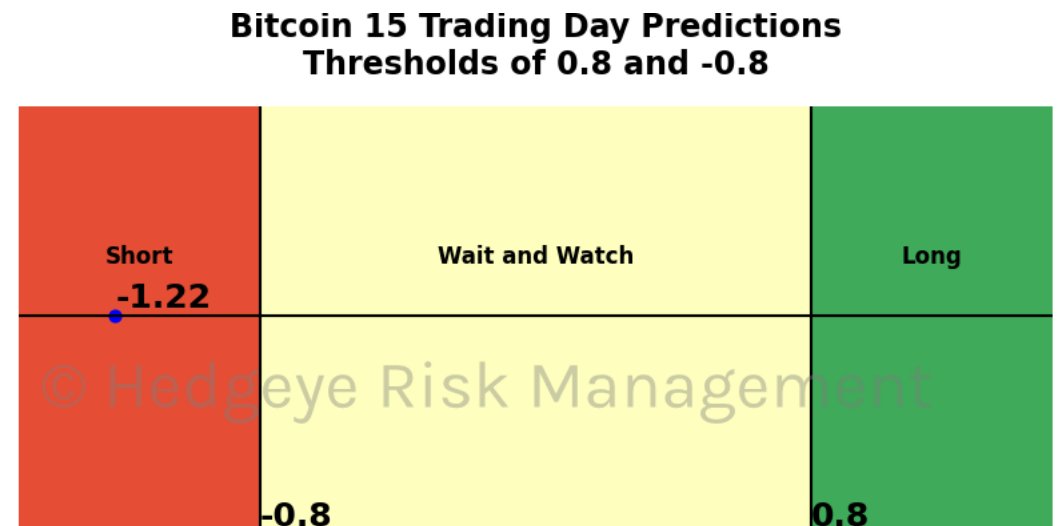 Bitcoin 15 Trading Day Predictions
Thresholds of 0.8 and -0.8
Short
Wait and Watch
Long
-1.22
© Hedgeye Risk Management
-0.8
0.8